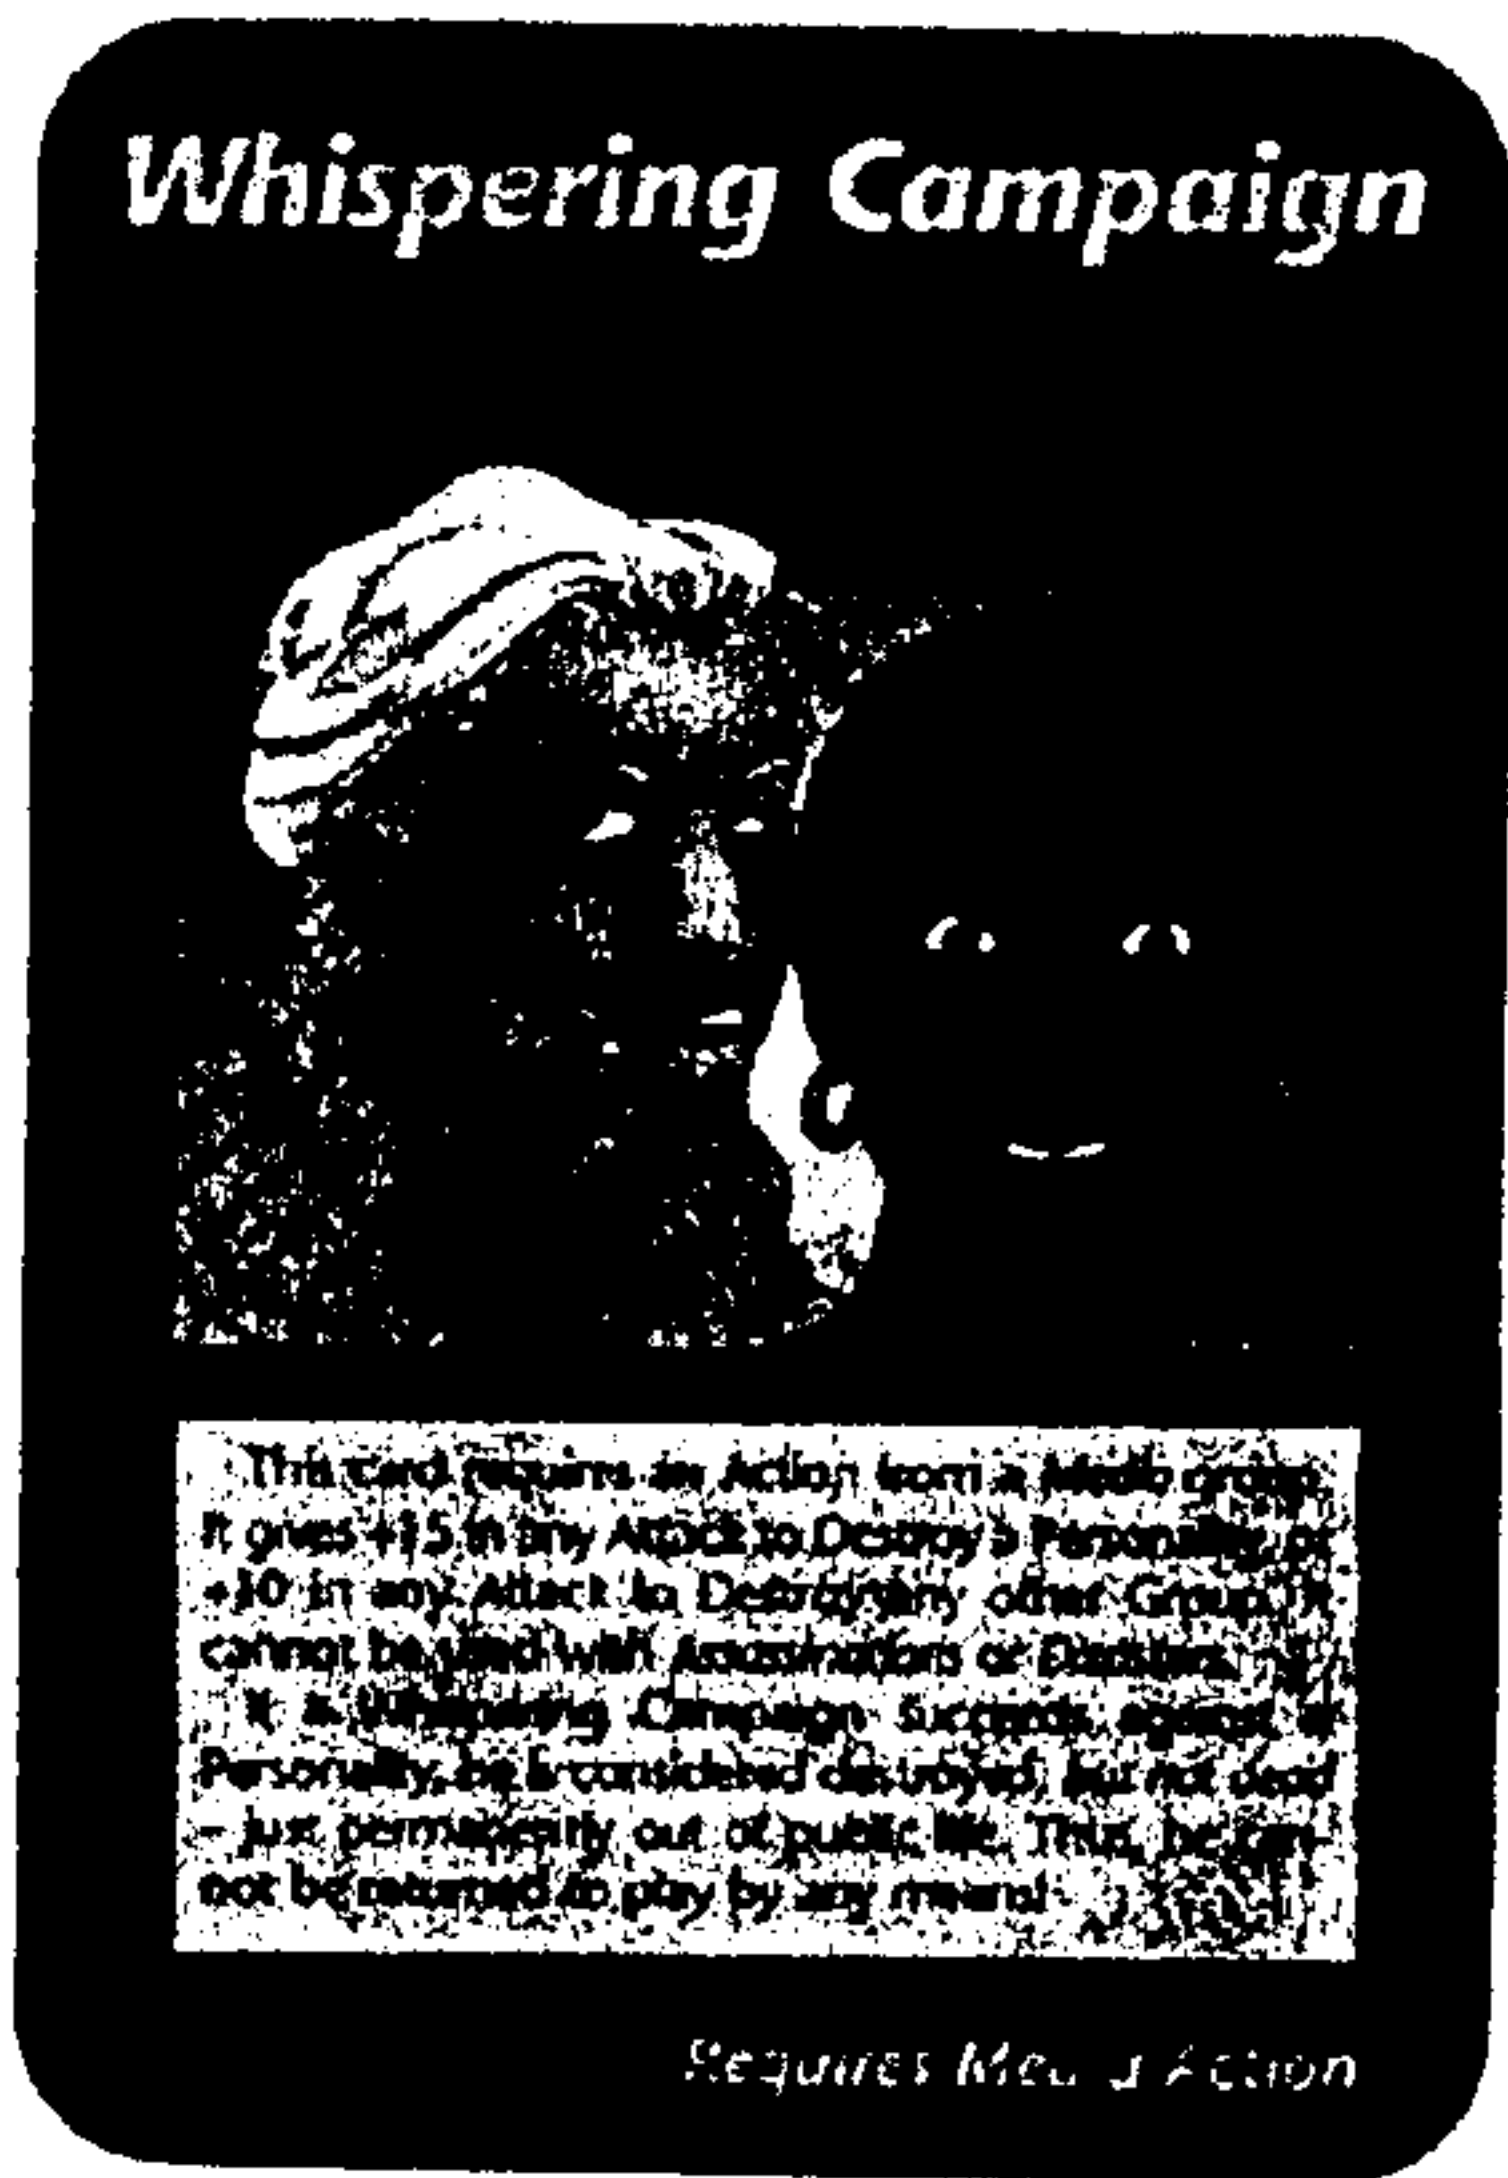 Whispering Campaign
This card requires an Action from a Media group.
It gives +15 in any Attack to Destroy a Personality, or
+10 in any Attack to Destroy any other Group. It
cannot be used with Assassinations or Disasters.
If a Whispering Campaign succeeds against a
Personality, he is considered destroyed, but not dead
– just permanently out of public life. Thus, he can-
not be returned to play by any means!
Requires Media Action